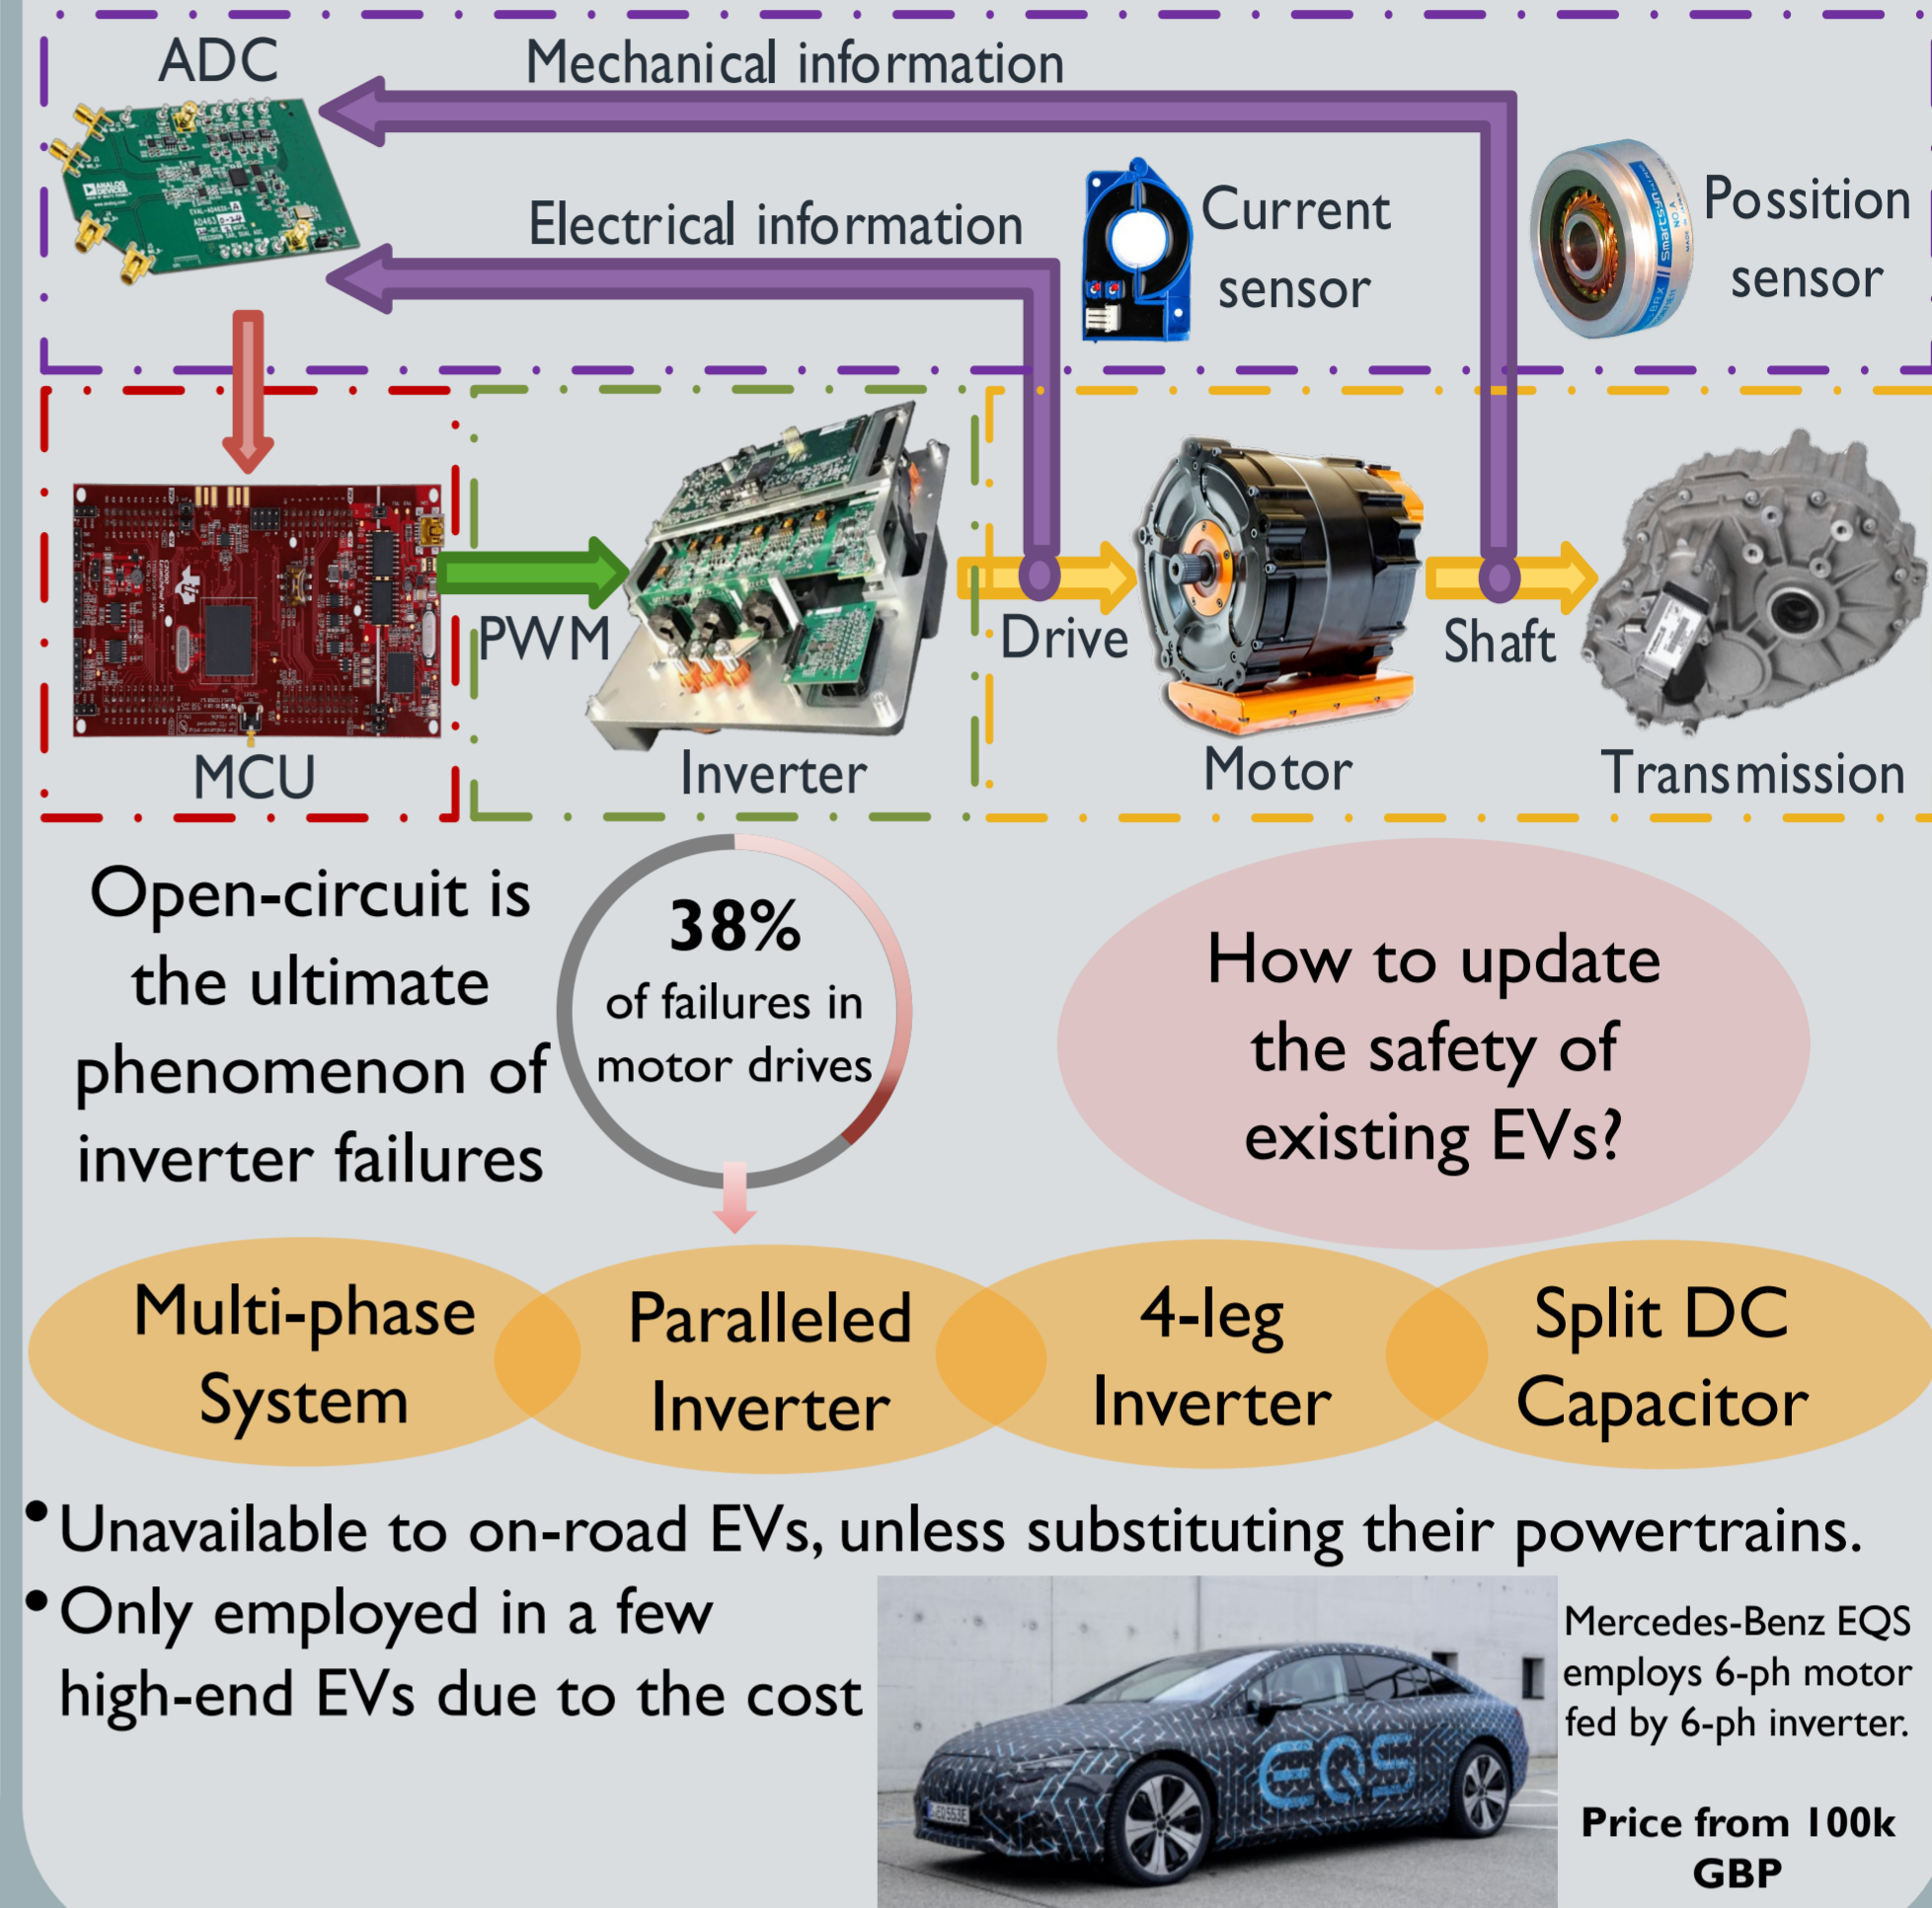 ADC
Mechanical information
ANALOG
DEVICES
Electrical information
Current
sensor
Possition
sensor
smartsyn
PWM
Drive
Shaft
MCU
Inverter
Motor
Transmission
Open-circuit is
the ultimate
phenomenon of
inverter failures
38%
of failures in
motor drives
How to update
the safety of
existing EVs?
Multi-phase
System
Paralleled
Inverter
4-leg
Inverter
Split DC
Capacitor
•Unavailable to on-road EVs, unless substituting their powertrains.
•Only employed in a few
high-end EVs due to the cost
EQS
Mercedes-Benz EQS
employs 6-ph motor
fed by 6-ph inverter.
Price from 100k
GBP